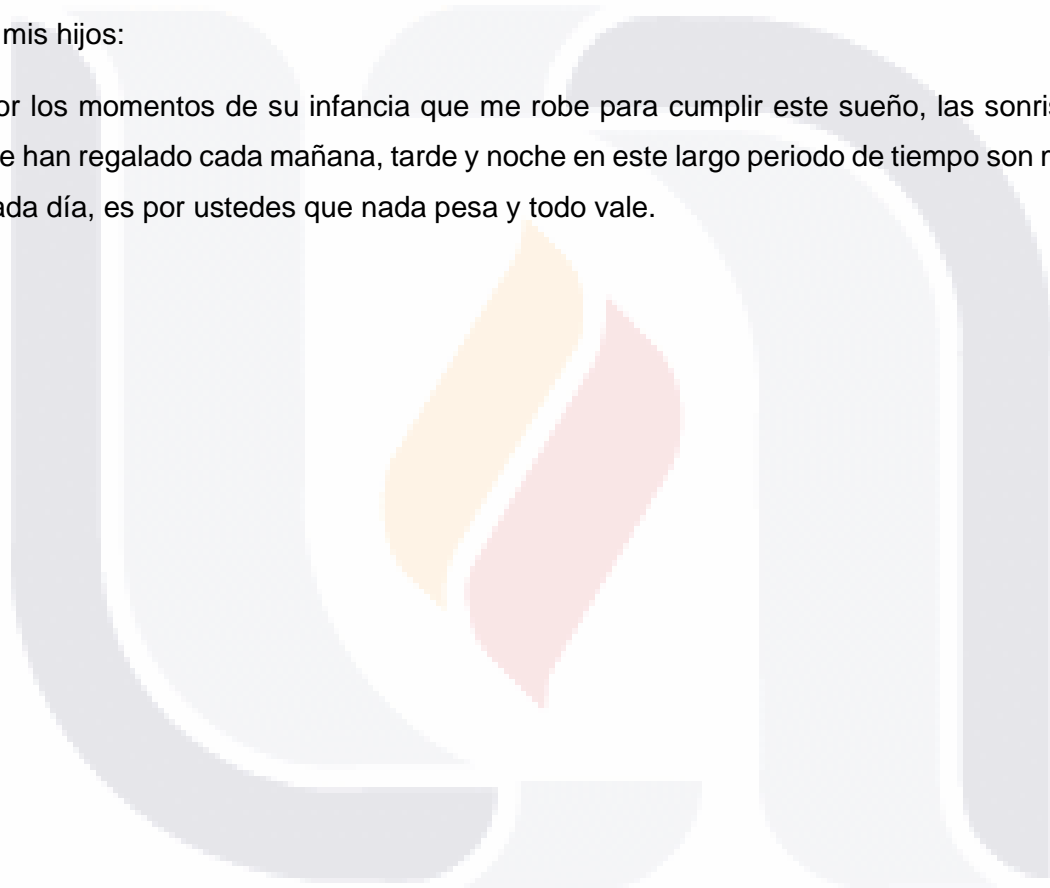 mis hijos:
or los momentos de su infancia que me robe para cumplir este sueño, las sonris
e han regalado cada mañana, tarde y noche en este largo periodo de tiempo son
ada día, es por ustedes que nada pesa y todo vale.